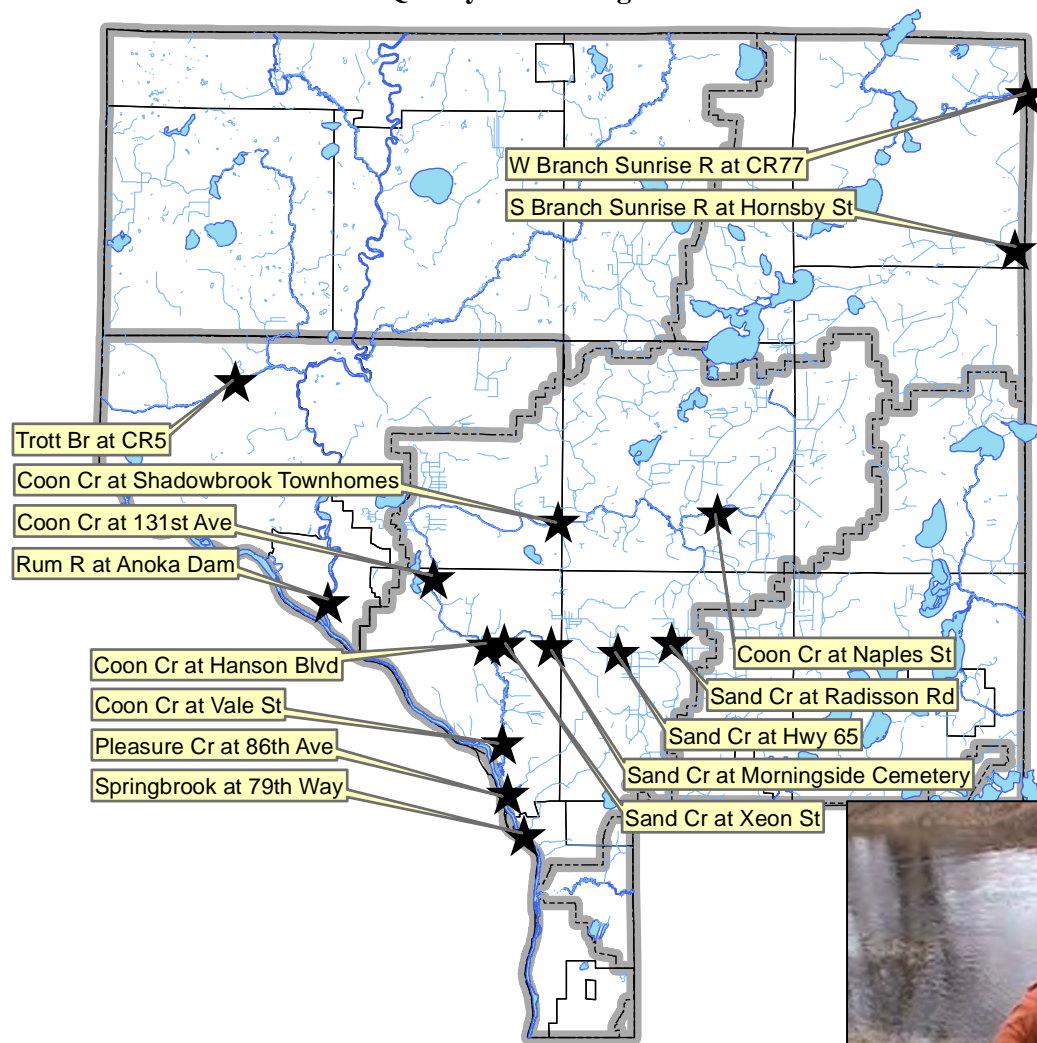 W Branch Sunrise R at CR77
S Branch Sunrise R at Hornsby St
Trott Br at CR5
Coon Cr at Shadowbrook Townhomes
Coon Cr at 131st Ave
Rum R at Anoka Dam
Coon Cr at Hanson Blvd
Coon Cr at Vale St
Pleasure Cr at 86th Ave
Springbrook at 79th Way
Coon Cr at Naples St
Sand Cr at Radisson Rd
Sand Cr at Hwy 65
Sand Cr at Morningside Cemetery
Sand Cr at Xeon St